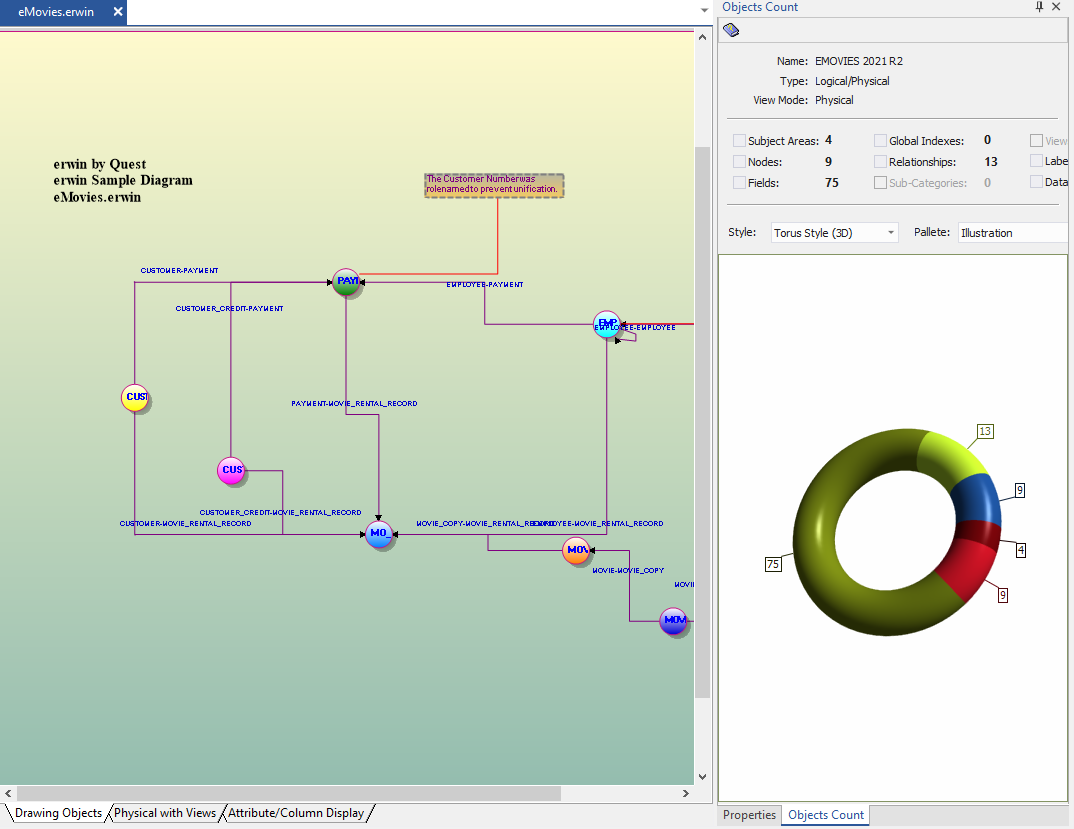 eMovies.erwin
Objects Count
Name: EMOVIES 2021 R2
Type: Logical/Physical
View Mode: Physical
Subject Areas: 4 Global Indexes: 0 View
Nodes: 9 Relationships: 13 Labe
Fields: 75 Sub-Categories: 0 Data
Style: Torus Style (3D) Pallete: Illustration
erwin by Quest
erwin Sample Diagram
eMovies.erwin
The Customer Numberwas
rolenamed to prevent unification.
CUSTOMER-PAYMENT
PAYI
EMPLOYEE-PAYMENT
CUSTOMER_CREDIT-PAYMENT
EMP
EMPLOYEE-EMPLOYEE
CUST
PAYMENT-MOVIE_RENTAL_RECORD
CUS
CUSTOMER_CREDIT-MOVIE_RENTAL_RECORD
CUSTOMER-MOVIE_RENTAL_RECORD
MOVIE_COPY-MOVIE_RENTAL_RECORD
EMPLOYEE-MOVIE_RENTAL_RECORD
MO_
MOV
MOVIE-MOVIE_COPY
MOVI
MOV
13
9
4
9
75
Drawing Objects Physical with Views Attribute/Column Display
Properties Objects Count